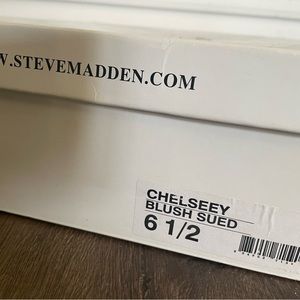 W.STEVEMADDEN.COM
CHELSEEY
BLUSH SUED
6 1/2